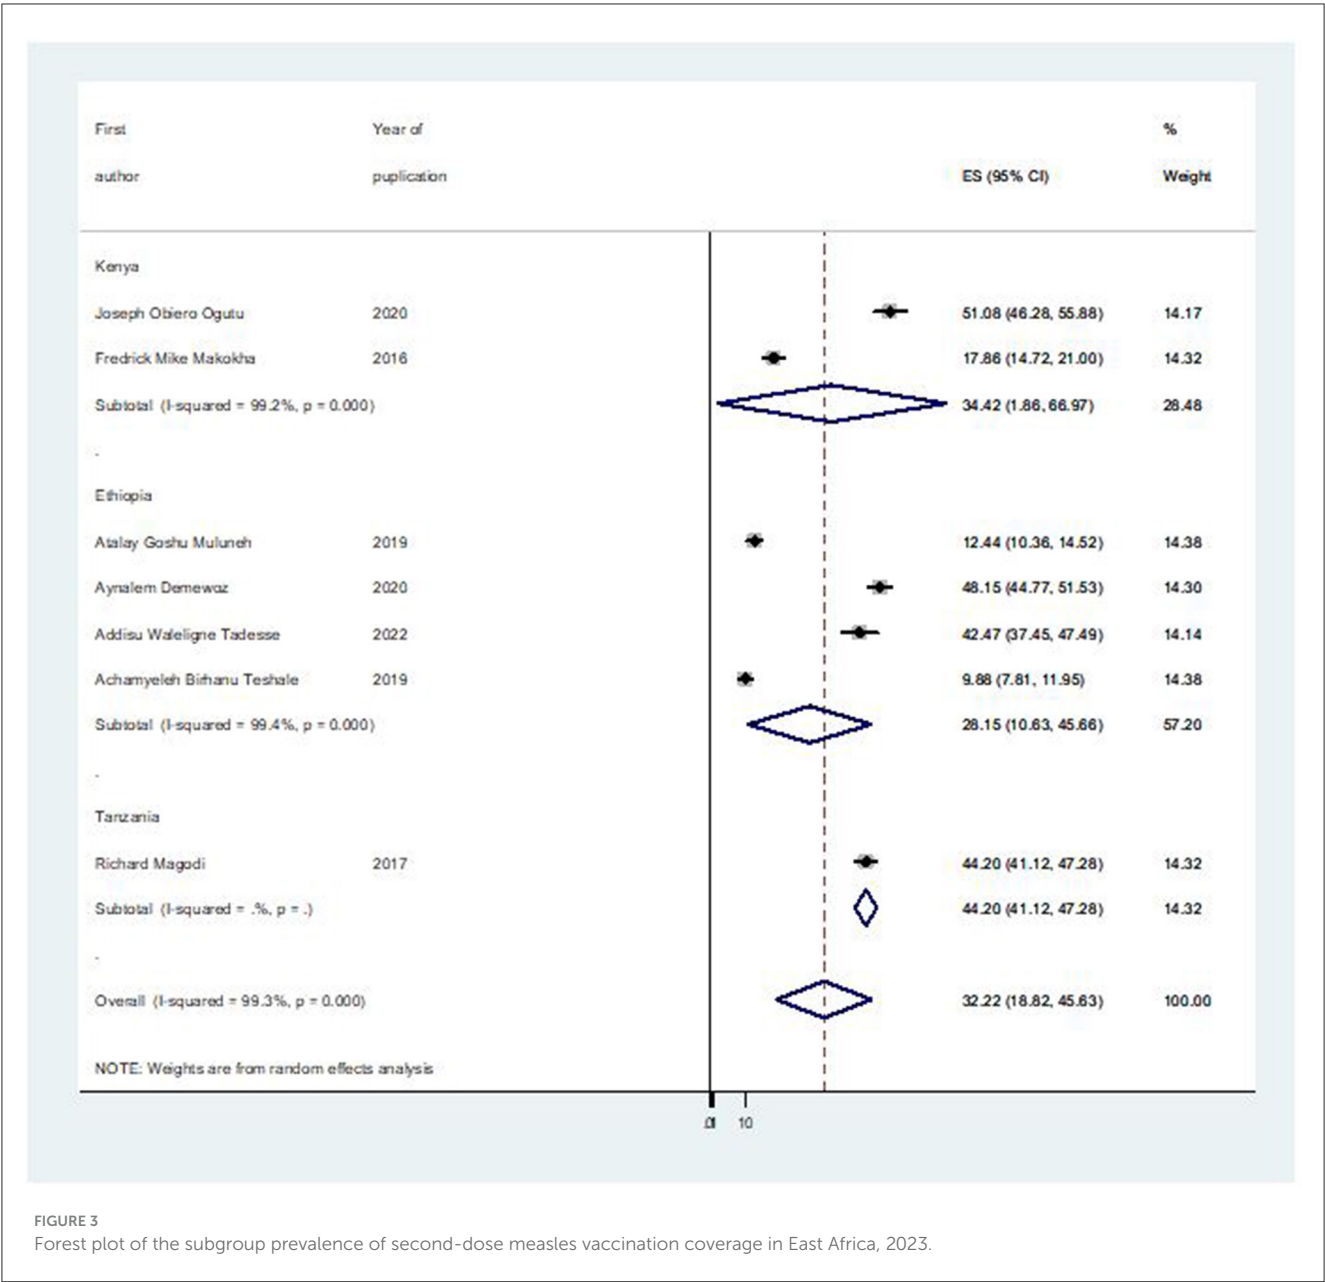 First Year of %
author puplication ES (95% CI) Weight
Kenya
Joseph Obiero Ogutu 2020 51.08 (46.28, 55.88) 14.17
Fredrick Mike Makokha 2016 17.86 (14.72, 21.00) 14.32
Subtotal (I-squared = 99.2%, p = 0.000) 34.42 (1.86, 66.97) 28.48
.
Ethiopia
Atalay Goshu Muluneh 2019 12.44 (10.36, 14.52) 14.38
Aynalem Demewoz 2020 48.15 (44.77, 51.53) 14.30
Addisu Waleligne Tadesse 2022 42.47 (37.45, 47.49) 14.14
Achamyeleh Birhanu Teshale 2019 9.88 (7.81, 11.95) 14.38
Subtotal (I-squared = 99.4%, p = 0.000) 28.15 (10.63, 45.66) 57.20
.
Tanzania
Richard Magodi 2017 44.20 (41.12, 47.28) 14.32
Subtotal (I-squared = .%, p = .) 44.20 (41.12, 47.28) 14.32
.
Overall (I-squared = 99.3%, p = 0.000) 32.22 (18.82, 45.63) 100.00
NOTE: Weights are from random effects analysis
10
FIGURE 3
Forest plot of the subgroup prevalence of second-dose measles vaccination coverage in East Africa, 2023.